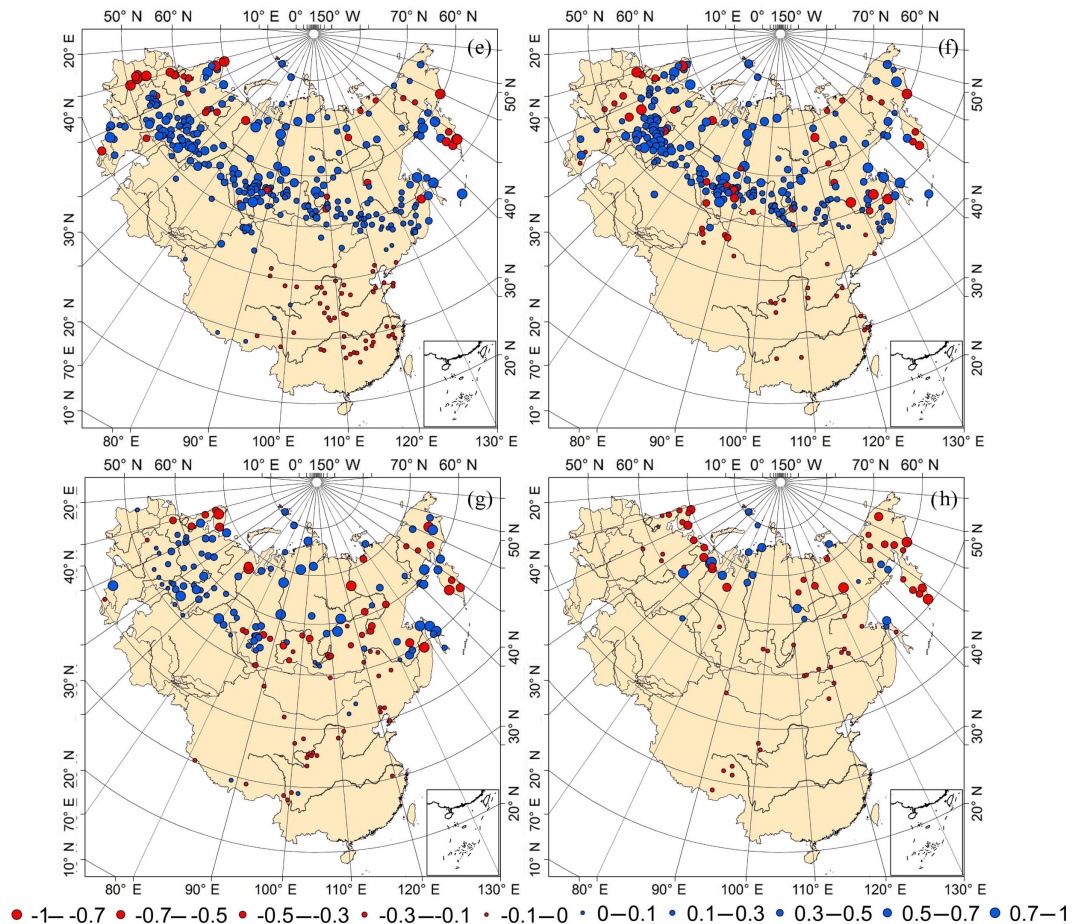 50° N 60° N 10° E 0° 150° W 70° N 60° N
(e)
20° E
40° N
30° N
20° N
70° E
10° N
50° N
40° N
30° N
20° N
80° E 90° E 100° E 110° E 120° E 130° E
50° N 60° N 10° E 0° 150° W 70° N 60° N
(f)
20° E
40° N
30° N
20° N
70° E
10° N
50° N
40° N
30° N
20° N
80° E 90° E 100° E 110° E 120° E 130° E
50° N 60° N 10° E 0° 150° W 70° N 60° N
(g)
20° E
40° N
30° N
20° N
70° E
10° N
50° N
40° N
30° N
20° N
80° E 90° E 100° E 110° E 120° E 130° E
50° N 60° N 10° E 0° 150° W 70° N 60° N
(h)
20° E
40° N
30° N
20° N
70° E
10° N
50° N
40° N
30° N
20° N
80° E 90° E 100° E 110° E 120° E 130° E
-1— -0.7 -0.7—-0.5 -0.5—-0.3 -0.3—-0.1 -0.1—0 0—0.1 0.1—0.3 0.3—0.5 0.5—0.7 0.7—1